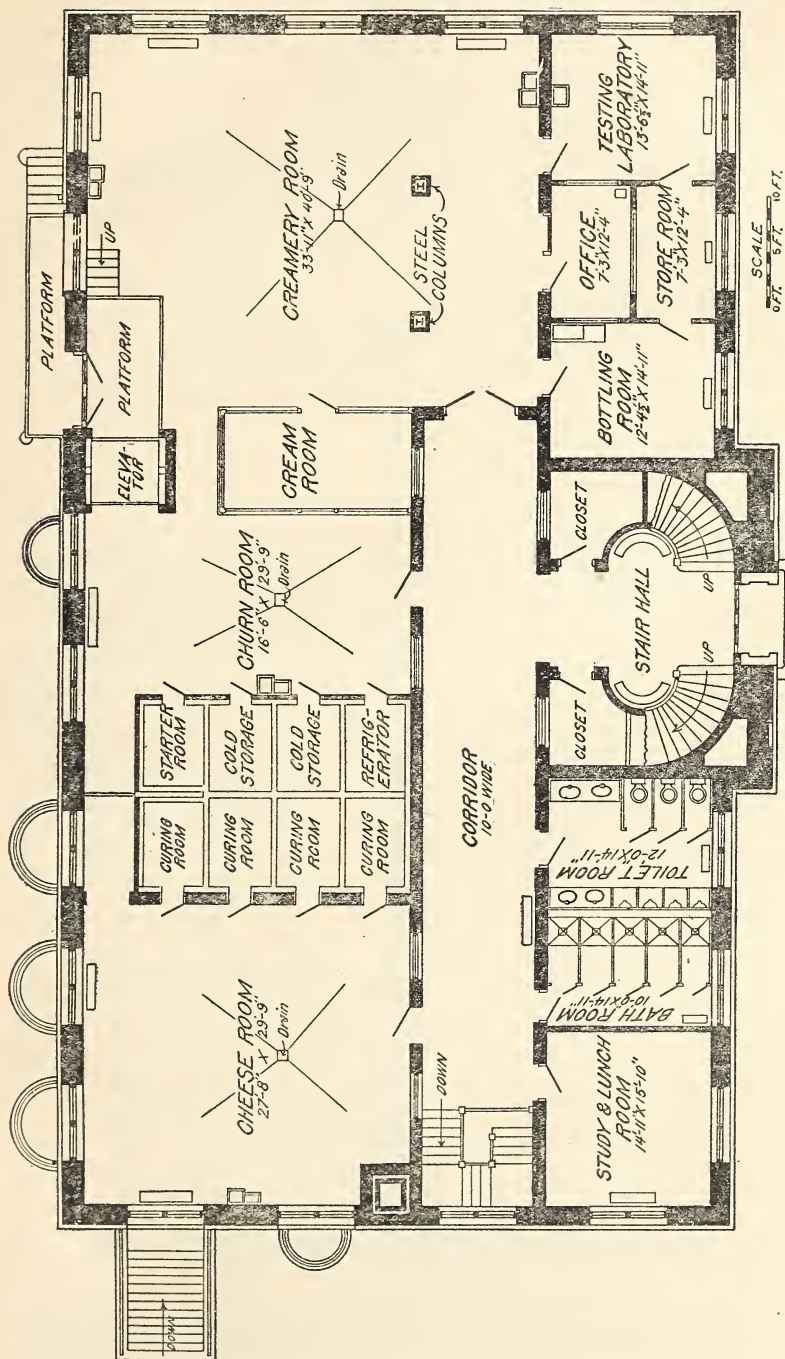 PLATFORM
UP
PLATFORM
ELEVA-
TOR
CREAMERY ROOM
33'-11" X 40'-9"
Drain
STEEL
COLUMNS
CREAM
ROOM
CHURN ROOM
16'-6" X 29'-9"
Drain
STARTER
ROOM
COLD
STORAGE
COLD
STORAGE
REFRIG-
ERATOR
CURING
ROOM
CURING
ROOM
CURING
ROOM
CURING
ROOM
CHEESE ROOM
27'-8" X 29'-9"
Drain
DOWN
DOWN
CORRIDOR
10'-0 WIDE
TESTING
LABORATORY
13'-6½" X 14'-11"
OFFICE
7'-3 X 12'-4"
STORE ROOM
7'-3 X 12'-4"
BOTTLING
ROOM
12'-4½" X 14'-11"
CLOSET
STAIR HALL
UP
UP
CLOSET
TOILET ROOM
12'-0 X 14'-11"
BATH ROOM
10'-0 X 14'-11"
STUDY & LUNCH
ROOM
14'-11" X 15'-10"
SCALE
0 FT. 5 FT. 10 FT.